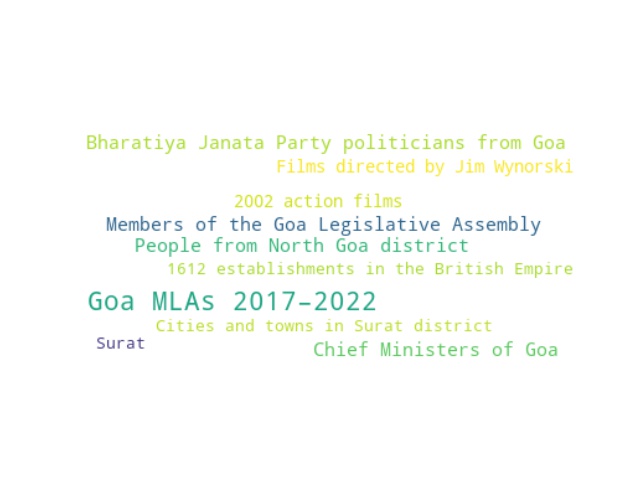 Bharatiya Janata Party politicians from Goa
Films directed by Jim Wynorski
2002 action films
Members of the Goa Legislative Assembly
People from North Goa district
1612 establishments in the British Empire
Goa MLAs 2017–2022
Cities and towns in Surat district
Surat
Chief Ministers of Goa